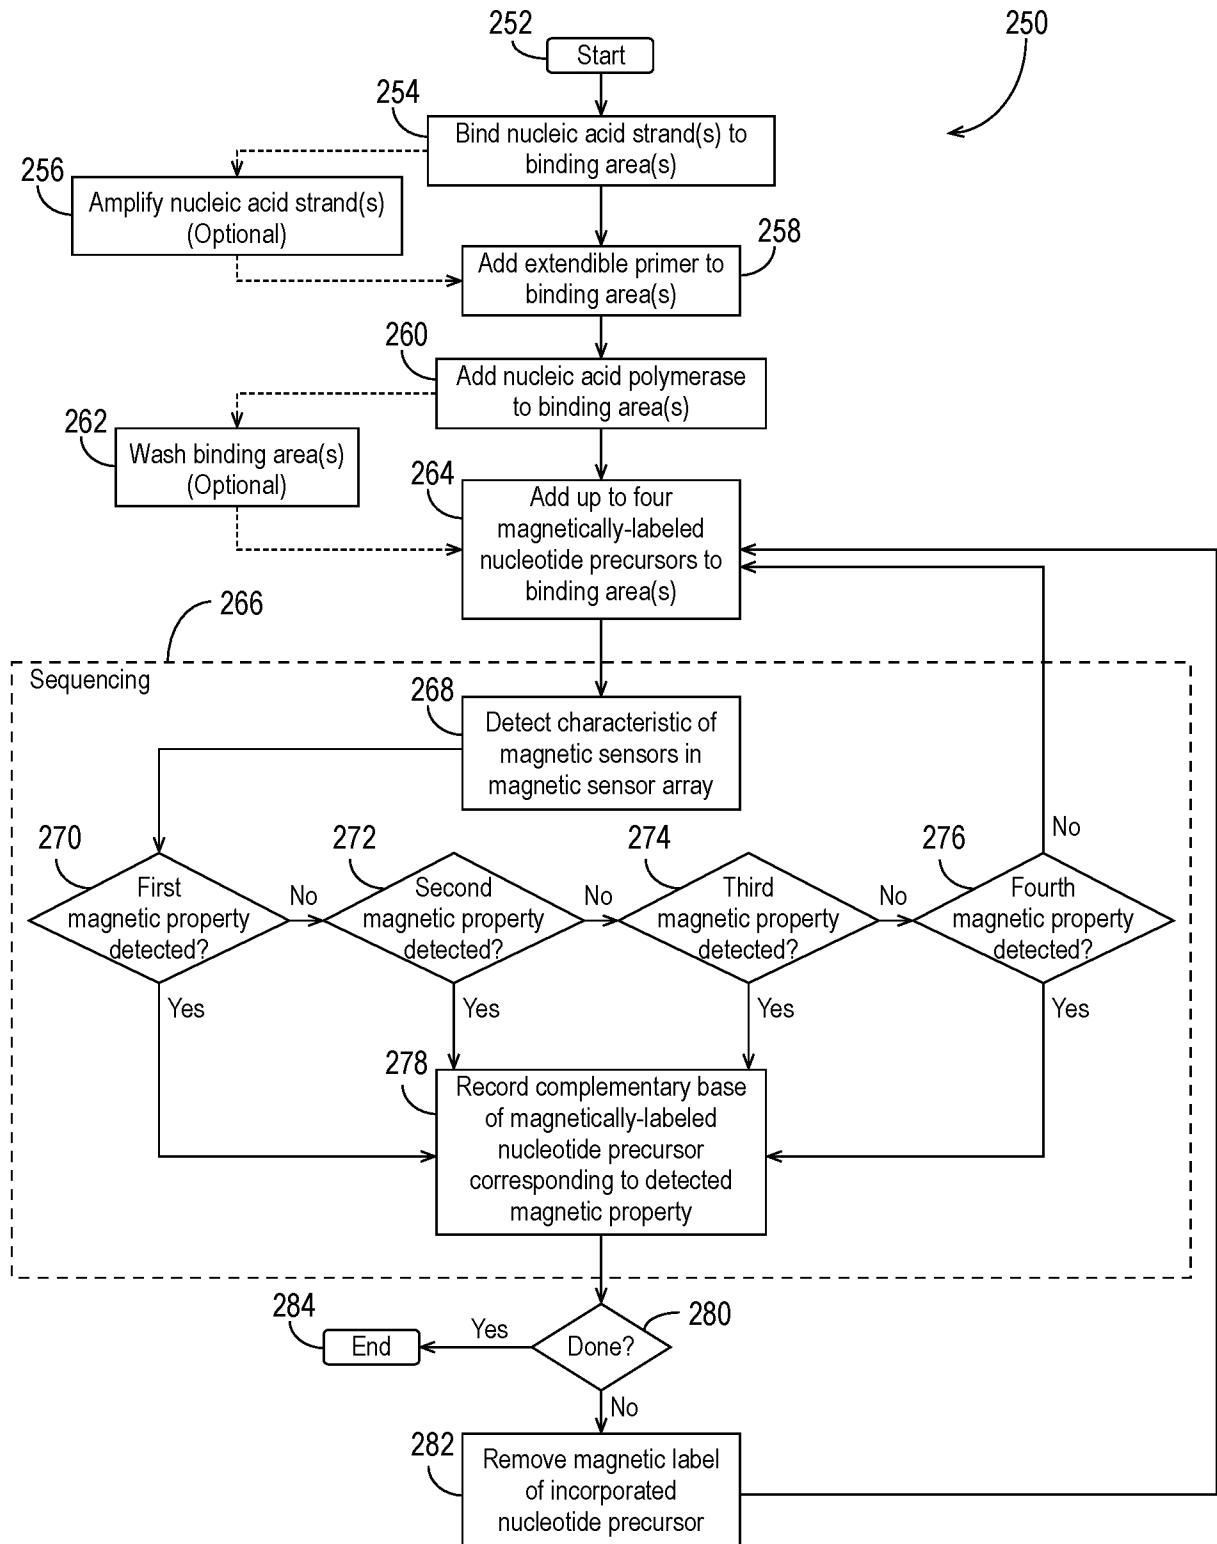 252
Start
250
254
Bind nucleic acid strand(s) to
binding area(s)
256
Amplify nucleic acid strand(s)
(Optional)
258
Add extendible primer to
binding area(s)
260
Add nucleic acid polymerase
to binding area(s)
262
Wash binding area(s)
(Optional)
264
Add up to four
magnetically-labeled
nucleotide precursors to
binding area(s)
266
Sequencing
268
Detect characteristic of
magnetic sensors in
magnetic sensor array
270
First
magnetic property
detected?
No
Yes
272
Second
magnetic property
detected?
No
Yes
274
Third
magnetic property
detected?
No
Yes
276
Fourth
magnetic property
detected?
No
Yes
278
Record complementary base
of magnetically-labeled
nucleotide precursor
corresponding to detected
magnetic property
280
Done?
Yes
284
End
No
282
Remove magnetic label
of incorporated
nucleotide precursor